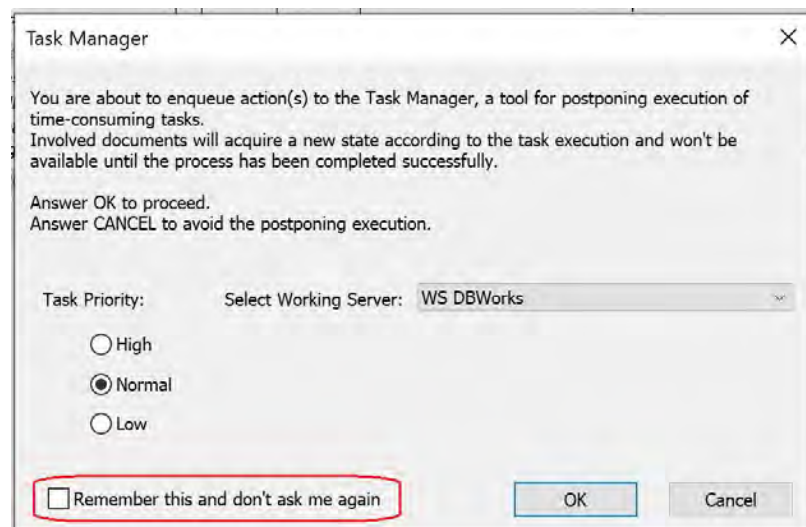 Task Manager
You are about to enqueue action(s) to the Task Manager, a tool for postponing execution of
time-consuming tasks.
Involved documents will acquire a new state according to the task execution and won't be
available until the process has been completed successfully.
Answer OK to proceed.
Answer CANCEL to avoid the postponing execution.
Task Priority: Select Working Server: WS DBWorks
High
Normal
Low
Remember this and don't ask me again OK Cancel